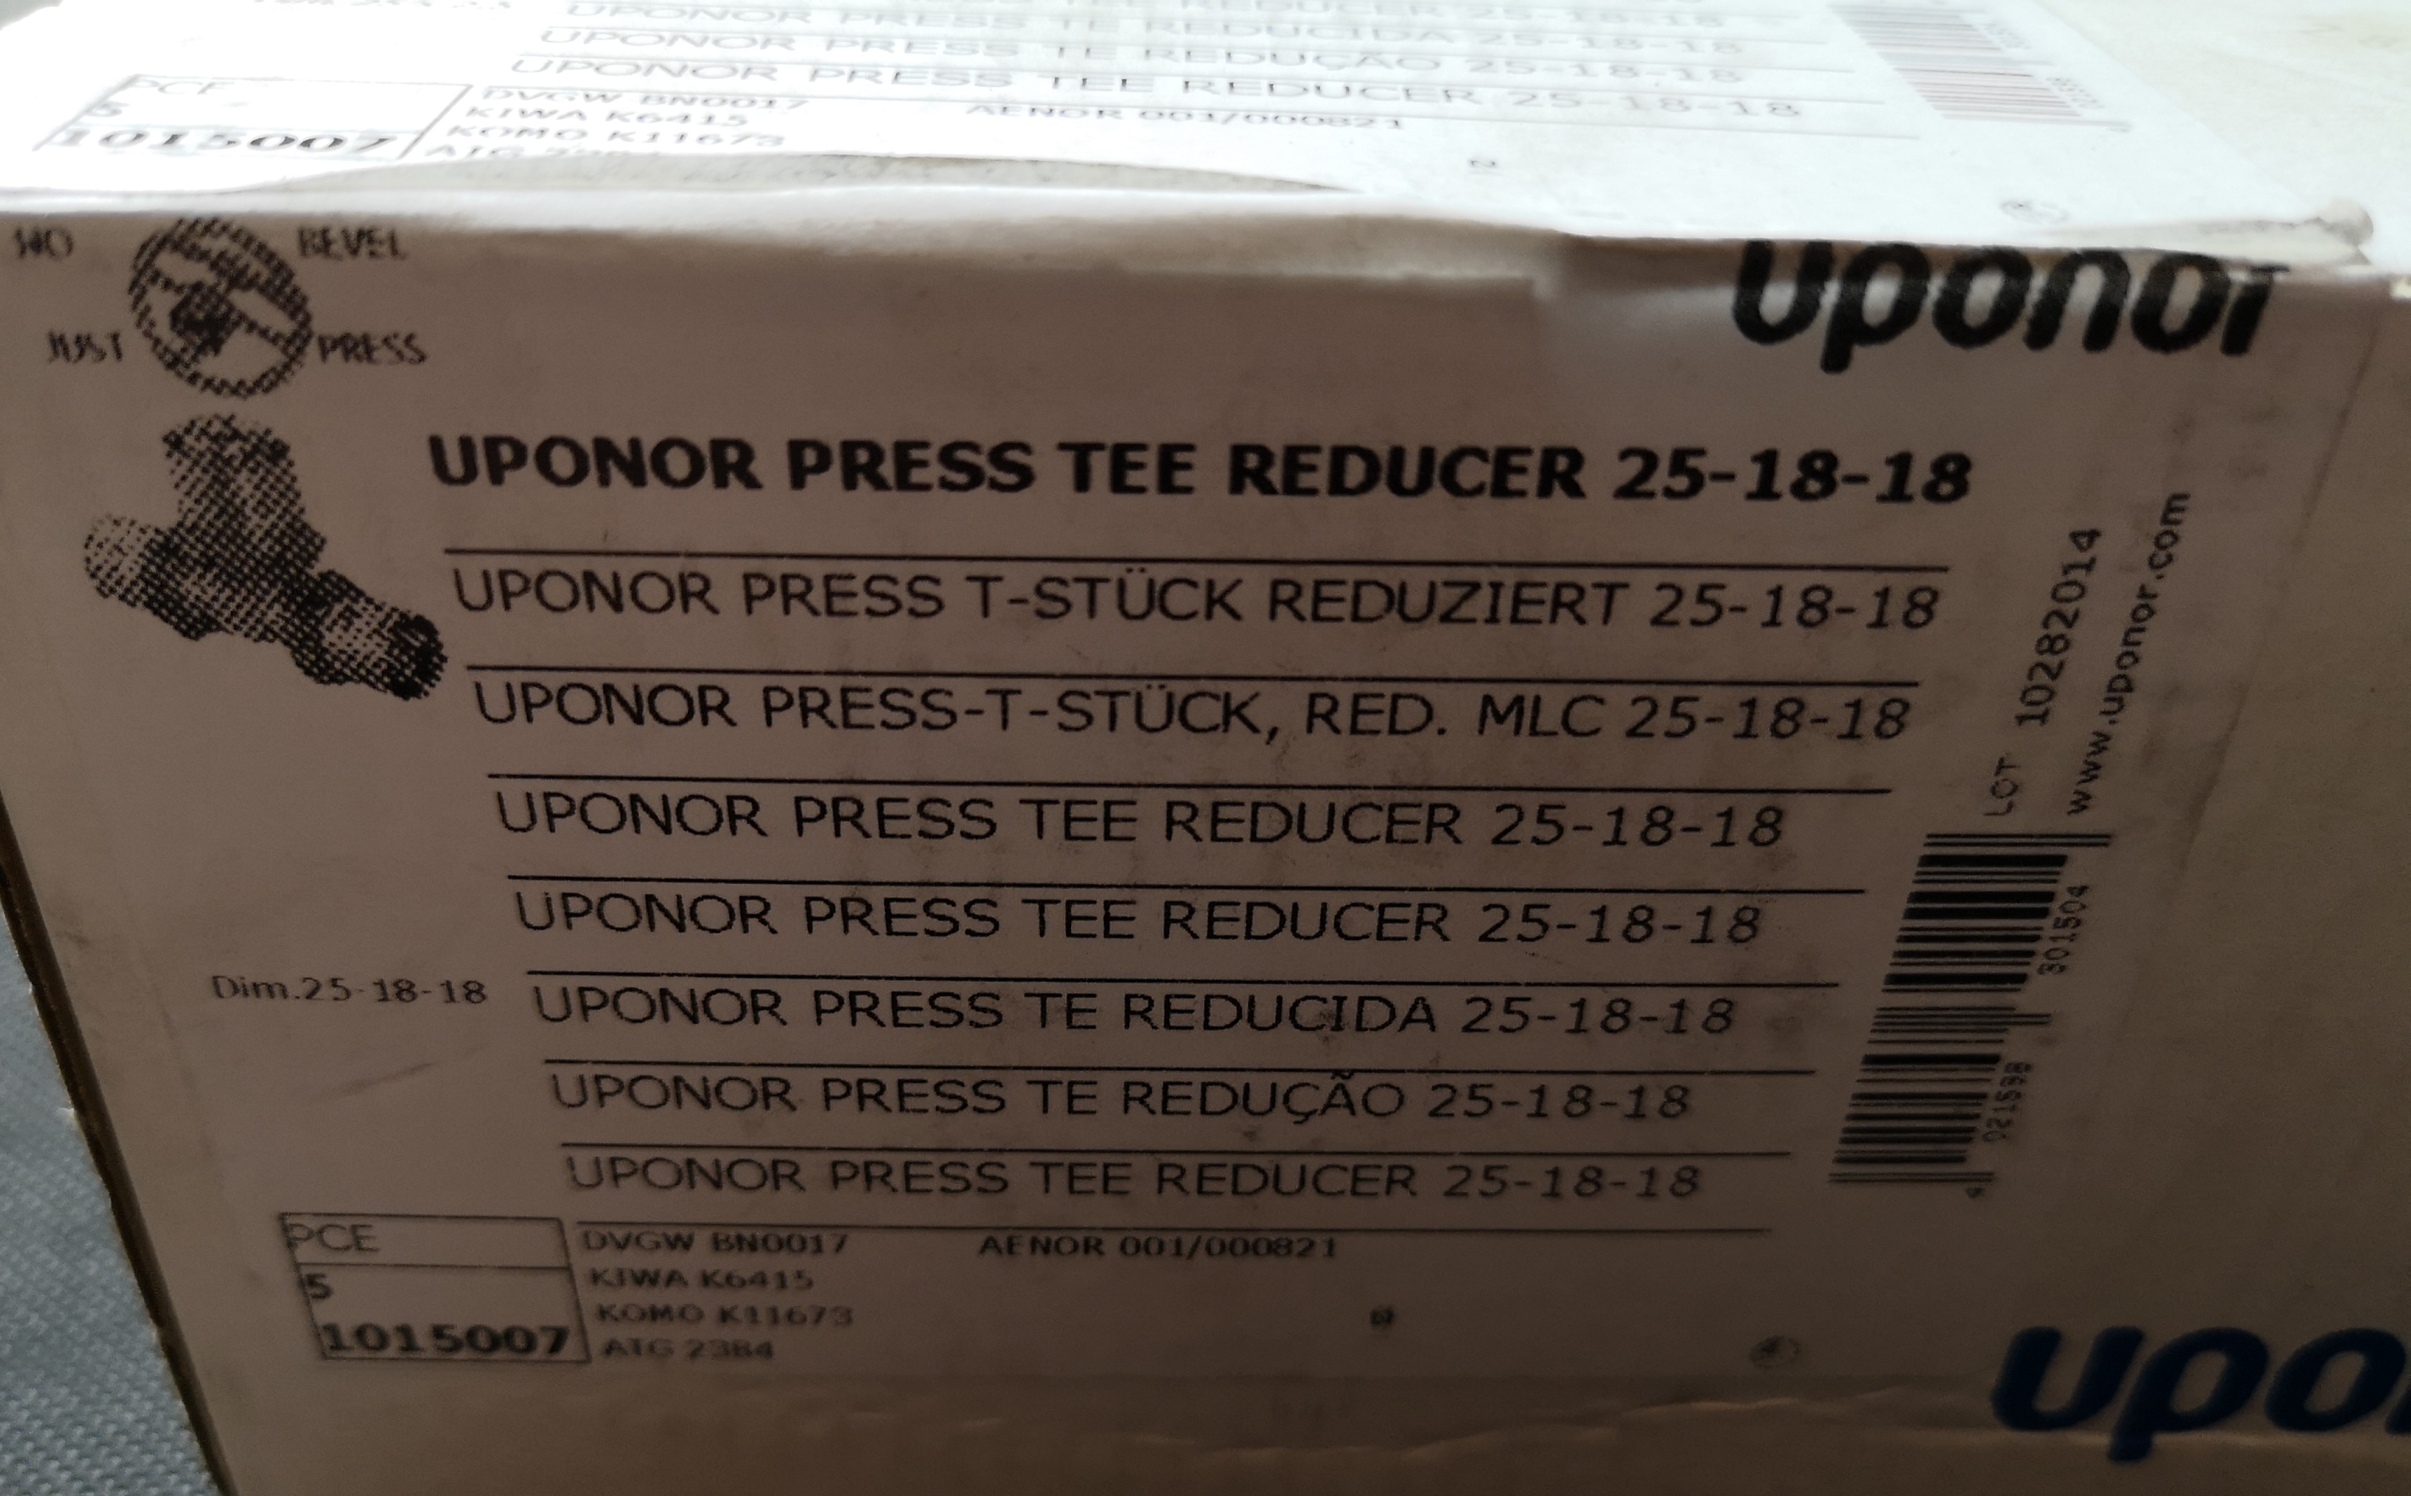 UPONOR PRESS TE REDUCIDA 25-18-18
UPONOR PRESS TE REDUÇÃO 25-18-18
UPONOR PRESS TEE REDUCER 25-18-18
PCE
5
1015007
DVGW BN0017
AENOR 001/000821
KIWA K6415
KOMO K11673
NO BEVEL
JUST PRESS
uponor
UPONOR PRESS TEE REDUCER 25-18-18
UPONOR PRESS T-STÜCK REDUZIERT 25-18-18
UPONOR PRESS-T-STÜCK, RED. MLC 25-18-18
UPONOR PRESS TEE REDUCER 25-18-18
UPONOR PRESS TEE REDUCER 25-18-18
Dim.25-18-18
UPONOR PRESS TE REDUCIDA 25-18-18
UPONOR PRESS TE REDUÇÃO 25-18-18
UPONOR PRESS TEE REDUCER 25-18-18
PCE
5
1015007
DVGW BN0017
AENOR 001/000821
KIWA K6415
KOMO K11673
ATG 2384
LOT 10282014
www.uponor.com
301504
upo